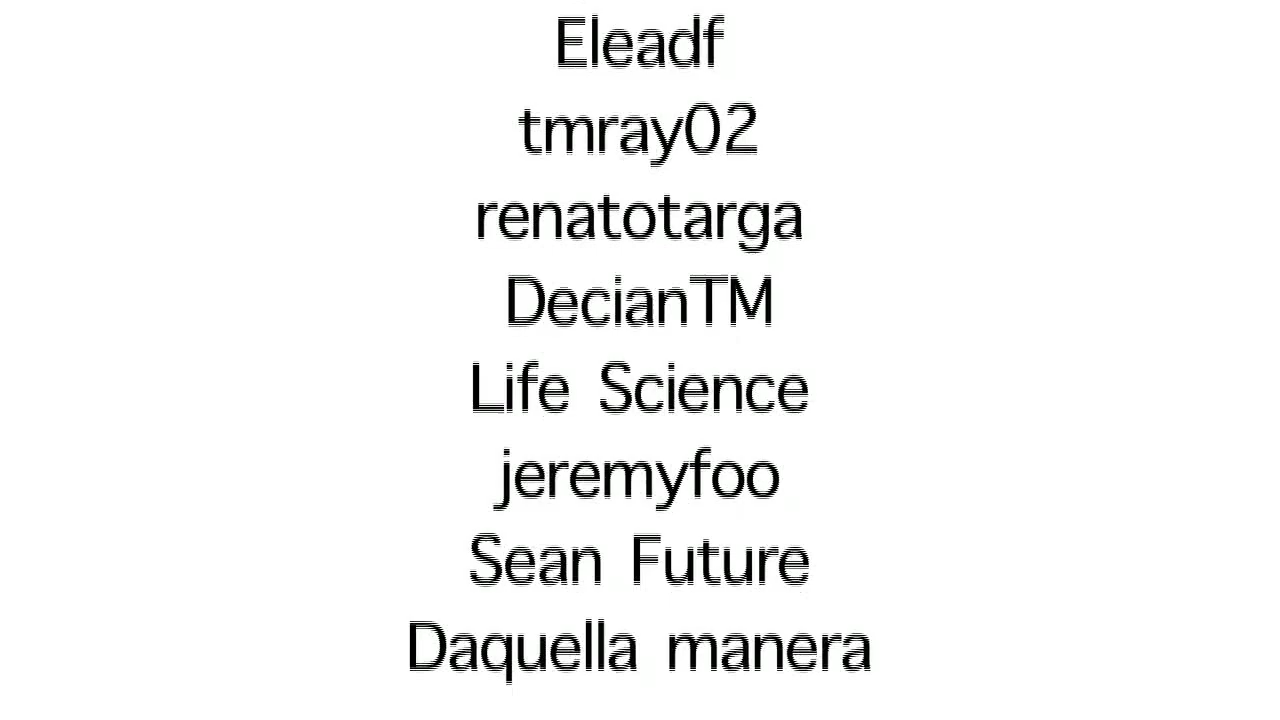 Eleadf
tmray02
renatotarga
DecianTM
Life Science
jeremyfoo
Sean Future
Daquella manera